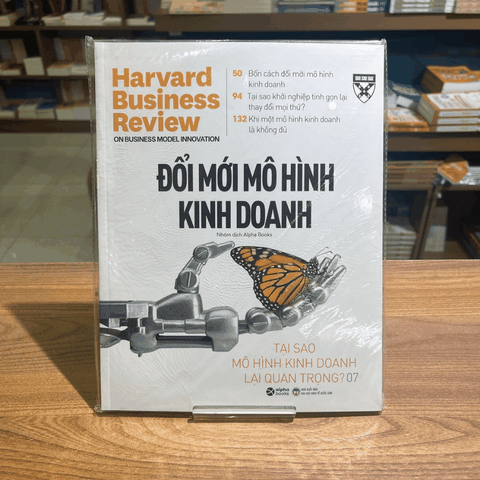 Harvard
Business
Review
ON BUSINESS MODEL INNOVATION
50 Bốn cách đổi mới mô hình
kinh doanh
94 Tại sao khởi nghiệp tinh gọn lại
thay đổi mọi thứ?
132 Khi một mô hình kinh doanh
là không đủ
ĐỔI MỚI MÔ HÌNH
KINH DOANH
Nhóm dịch Alpha Books
TẠI SAO
MÔ HÌNH KINH DOANH
LẠI QUAN TRỌNG? 07
alpha
books